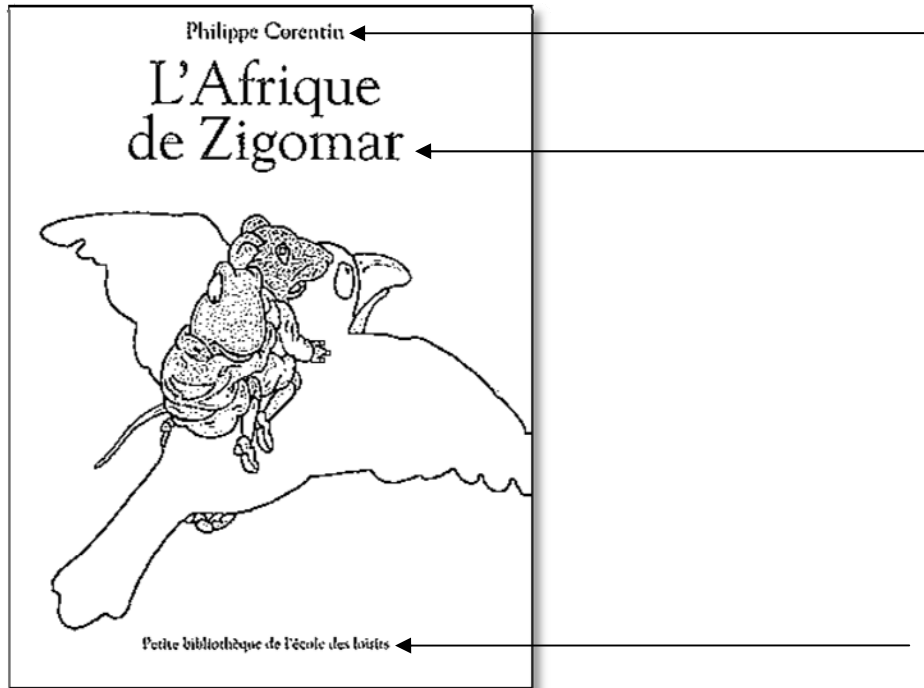 Philippe Corentin
L'Afrique
de Zigomar
Petite bibliothèque de l'école des loisirs